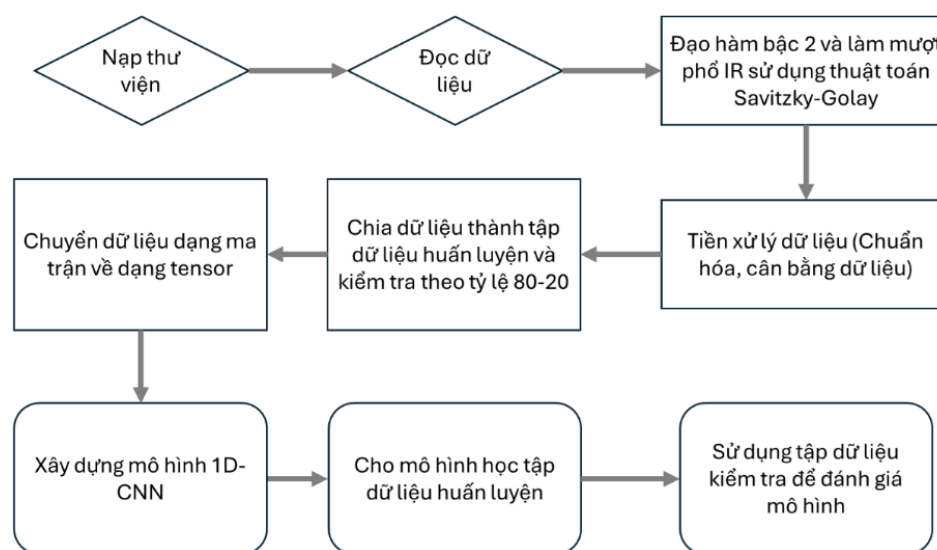 Nạp thư
viện
Đọc dữ
liệu
Đạo hàm bậc 2 và làm mượt
phổ IR sử dụng thuật toán
Savitzky-Golay
Tiền xử lý dữ liệu (Chuẩn
hóa, cân bằng dữ liệu)
Chia dữ liệu thành tập
dữ liệu huấn luyện và
kiểm tra theo tỷ lệ 80-20
Chuyển dữ liệu dạng ma
trận về dạng tensor
Xây dựng mô hình 1D-
CNN
Cho mô hình học tập
dữ liệu huấn luyện
Sử dụng tập dữ liệu
kiểm tra để đánh giá
mô hình